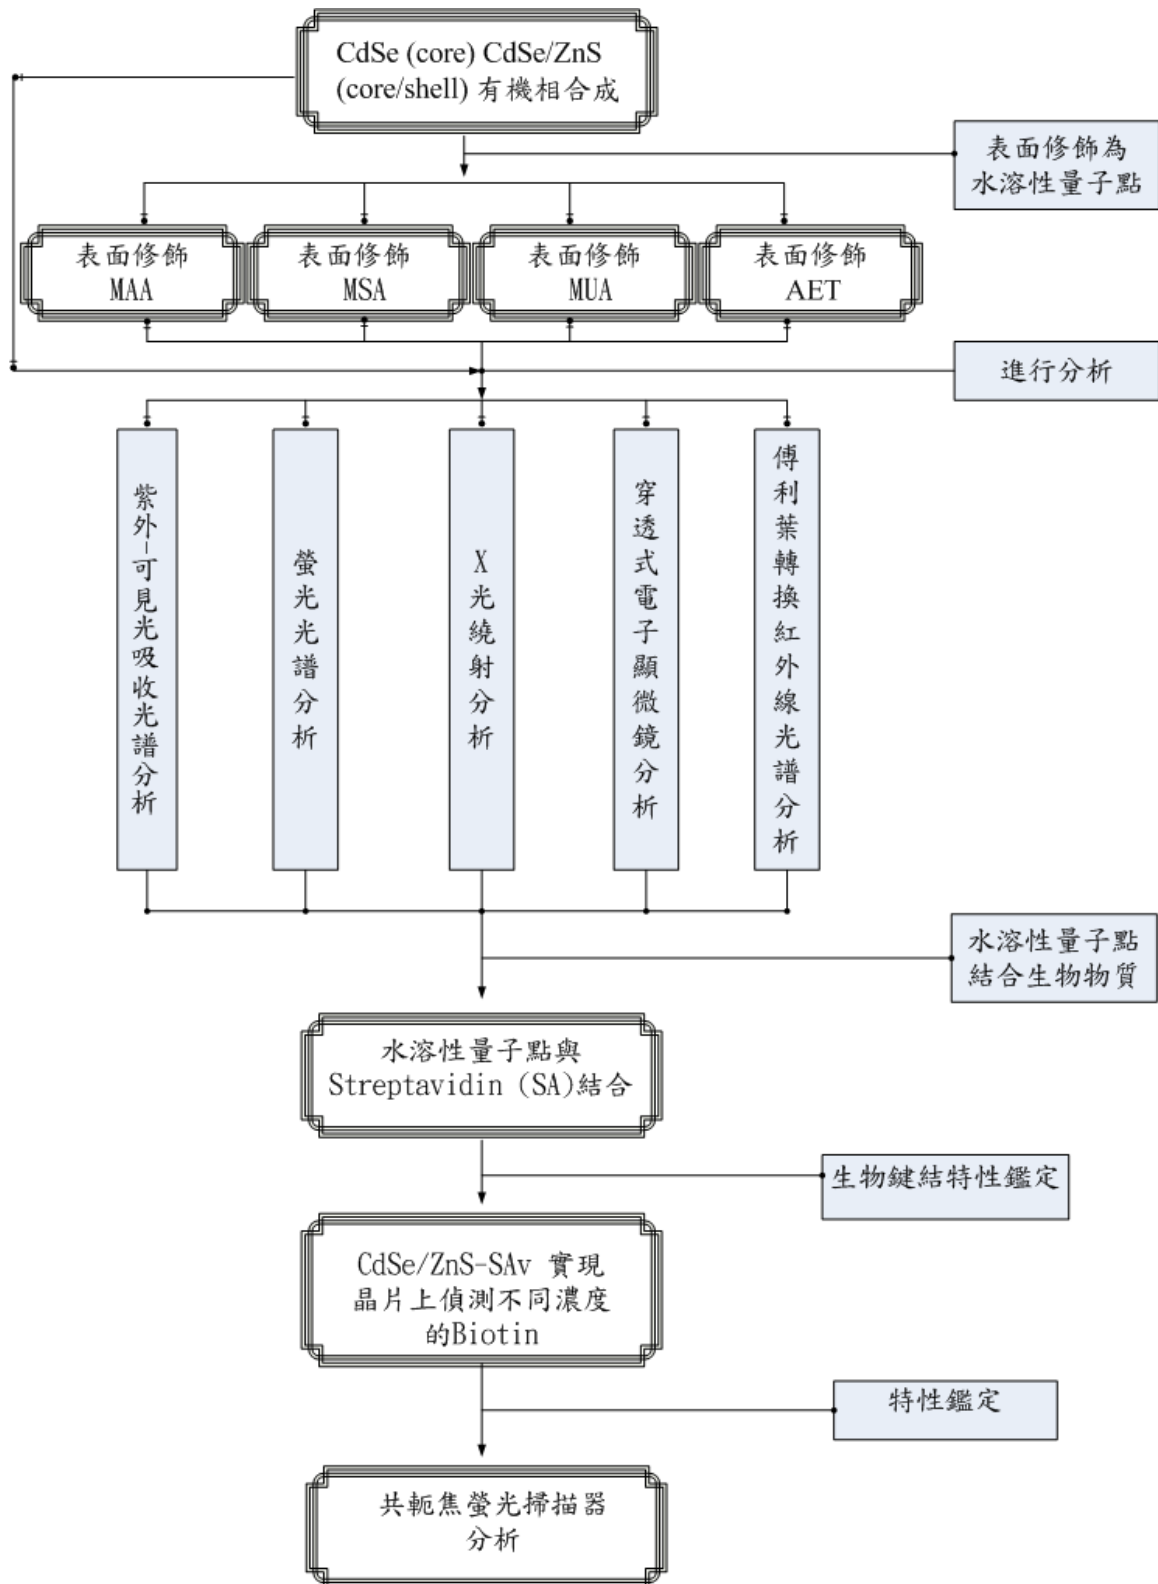 CdSe (core) CdSe/ZnS
(core/shell) 有機相合成
表面修飾為
水溶性量子點
表面修飾
MAA
表面修飾
MSA
表面修飾
MUA
表面修飾
AET
進行分析
紫外-可見光吸收光譜分析
螢光光譜分析
X光繞射分析
穿透式電子顯微鏡分析
傅利葉轉換紅外線光譜分析
水溶性量子點
結合生物物質
水溶性量子點與
Streptavidin (SA)結合
生物鍵結特性鑑定
CdSe/ZnS-SAv 實現
晶片上偵測不同濃度
的Biotin
特性鑑定
共軛焦螢光掃描器
分析